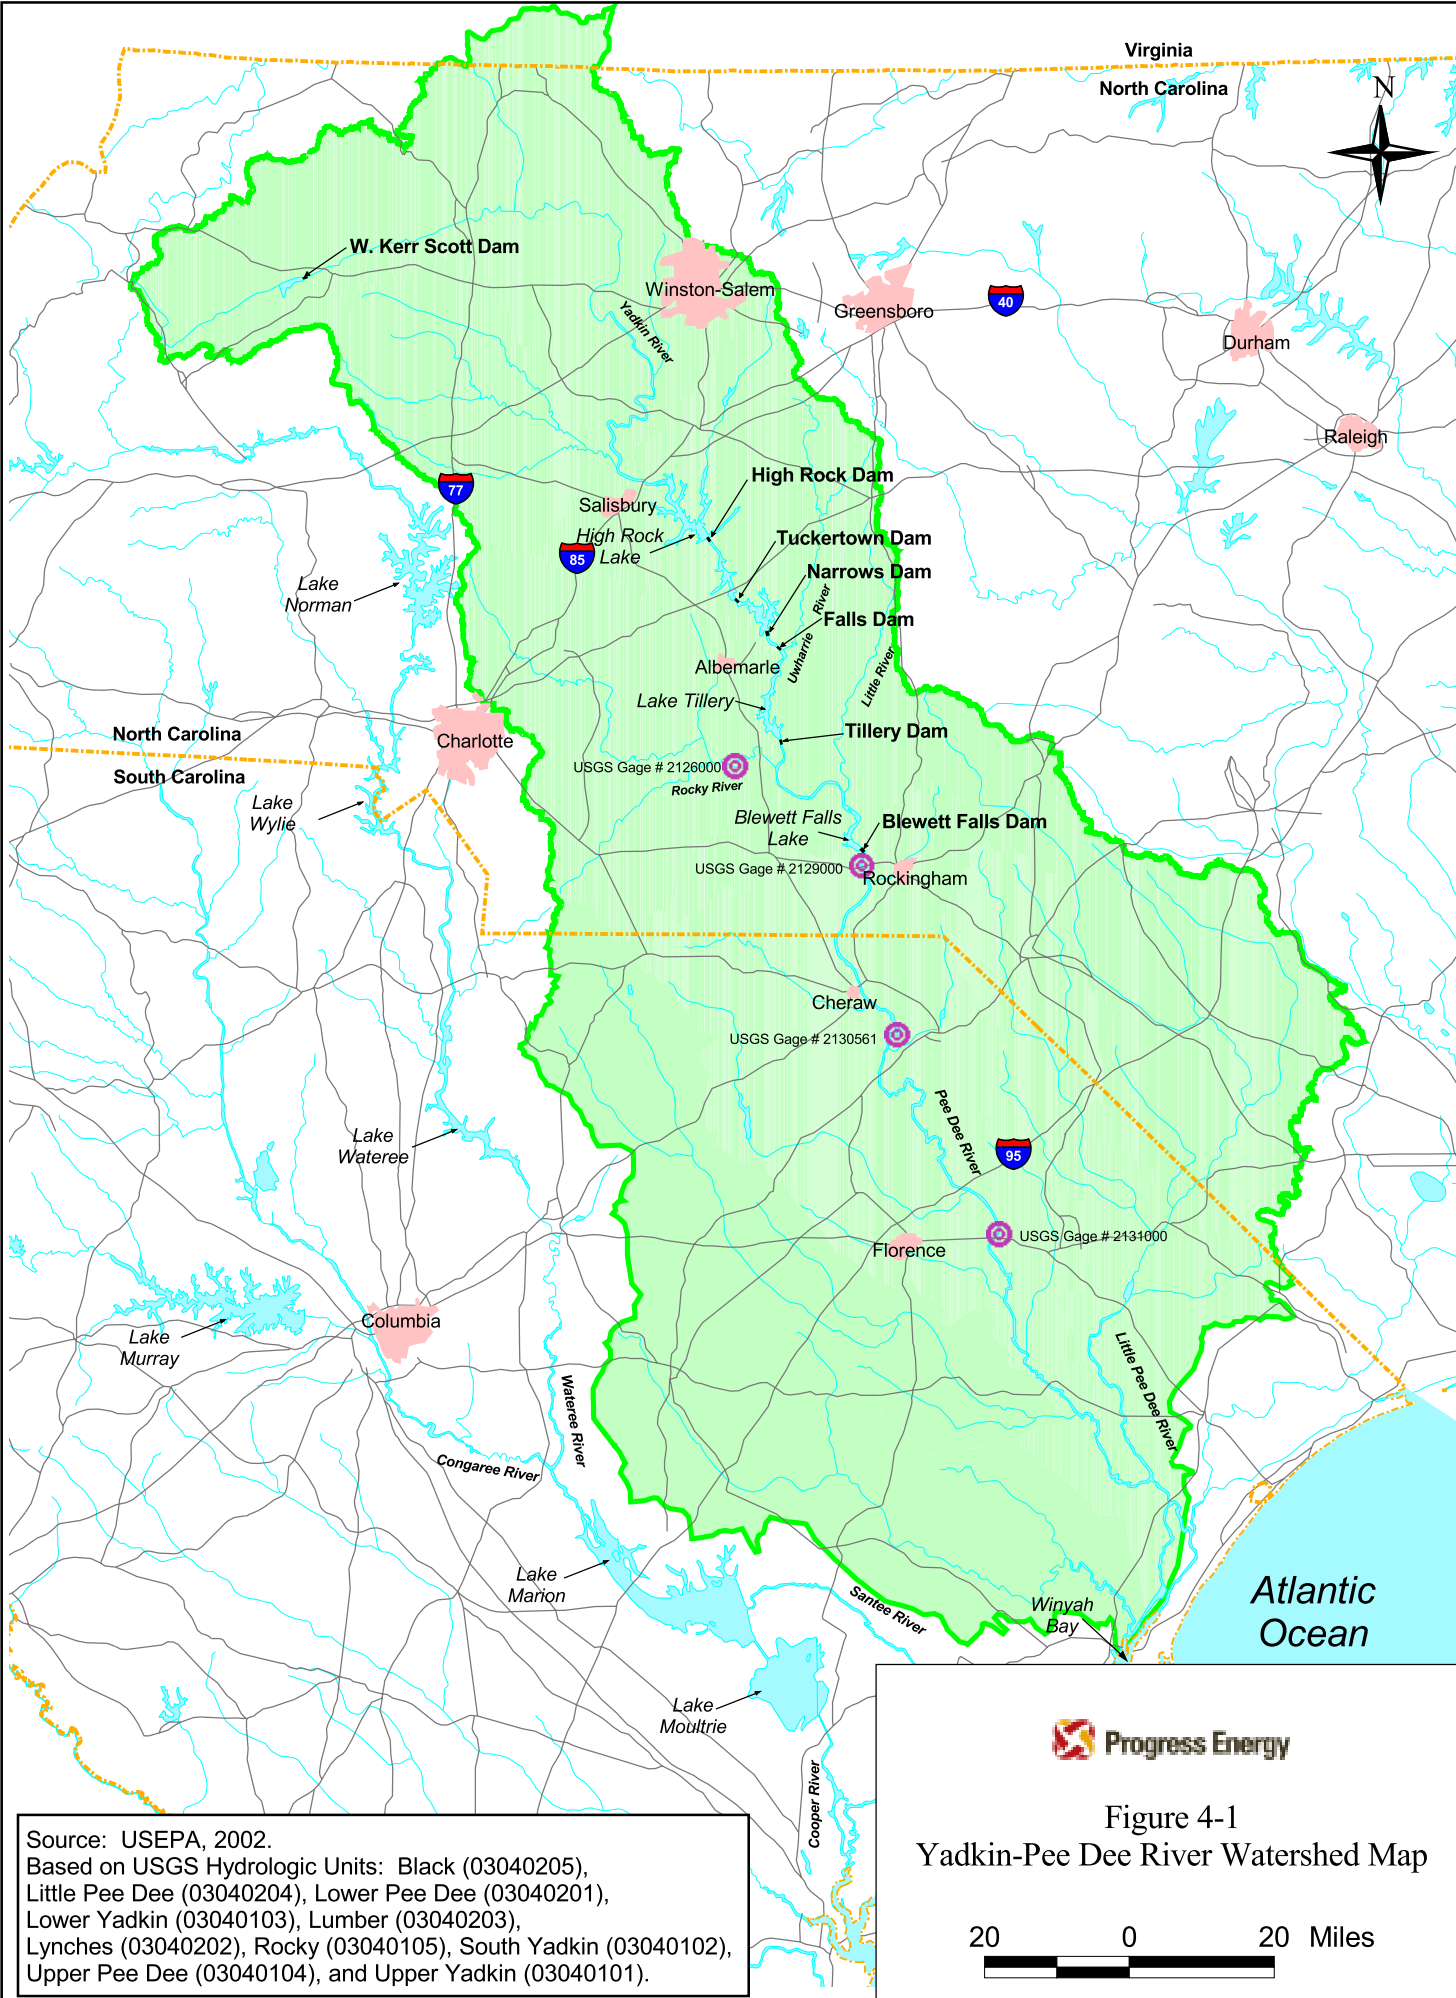 Virginia
North Carolina
N
W. Kerr Scott Dam
Winston-Salem
Greensboro
40
Durham
Yadkin River
Raleigh
77
High Rock Dam
Salisbury
High Rock
Lake
85
Tuckertown Dam
Narrows Dam
Lake
Norman
Uwharrie River
Falls Dam
Albemarle
Little River
Lake Tillery
Tillery Dam
North Carolina
South Carolina
Charlotte
USGS Gage # 2126000
Rocky River
Lake
Wylie
Blewett Falls
Lake
Blewett Falls Dam
USGS Gage # 2129000
Rockingham
Cheraw
USGS Gage # 2130561
Pee Dee River
Lake
Wateree
95
USGS Gage # 2131000
Florence
Columbia
Lake
Murray
Little Pee Dee River
Wateree River
Congaree River
Lake
Marion
Santee River
Winyah
Bay
Atlantic
Ocean
Lake
Moultrie
Cooper River
Progress Energy
Figure 4-1
Yadkin-Pee Dee River Watershed Map
20 0 20 Miles
Source: USEPA, 2002.
Based on USGS Hydrologic Units: Black (03040205),
Little Pee Dee (03040204), Lower Pee Dee (03040201),
Lower Yadkin (03040103), Lumber (03040203),
Lynches (03040202), Rocky (03040105), South Yadkin (03040102),
Upper Pee Dee (03040104), and Upper Yadkin (03040101).